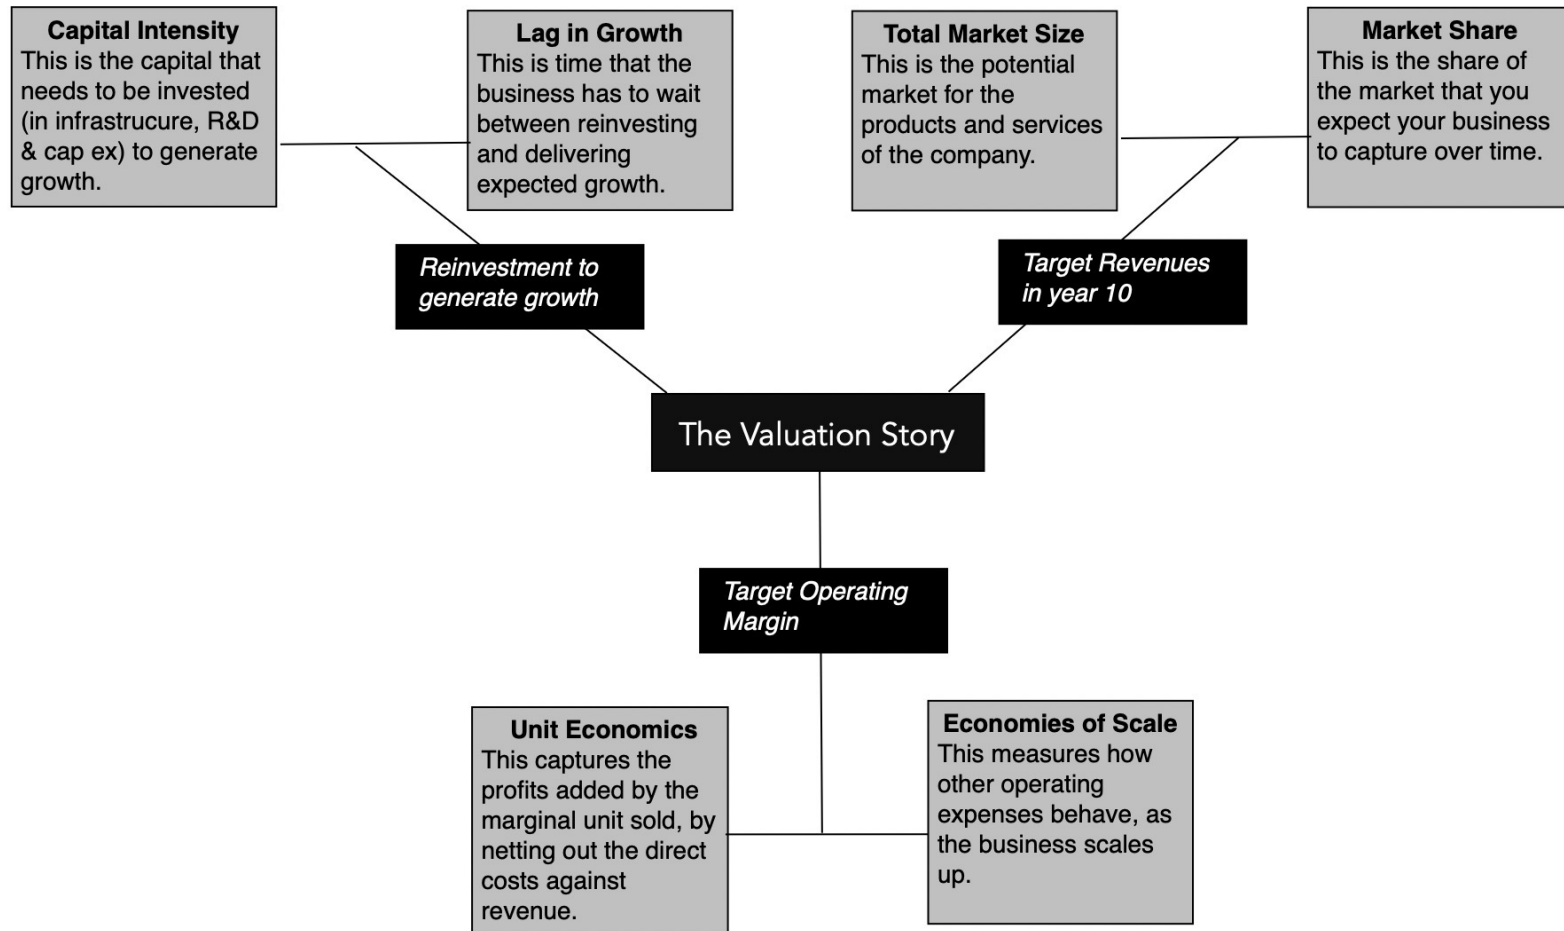 Capital Intensity
This is the capital that
needs to be invested
(in infrastrucure, R&D
& cap ex) to generate
growth.
Lag in Growth
This is time that the
business has to wait
between reinvesting
and delivering
expected growth.
Total Market Size
This is the potential
market for the
products and services
of the company.
Market Share
This is the share of
the market that you
expect your business
to capture over time.
Reinvestment to
generate growth
Target Revenues
in year 10
The Valuation Story
Target Operating
Margin
Unit Economics
This captures the
profits added by the
marginal unit sold, by
netting out the direct
costs against
revenue.
Economies of Scale
This measures how
other operating
expenses behave, as
the business scales
up.